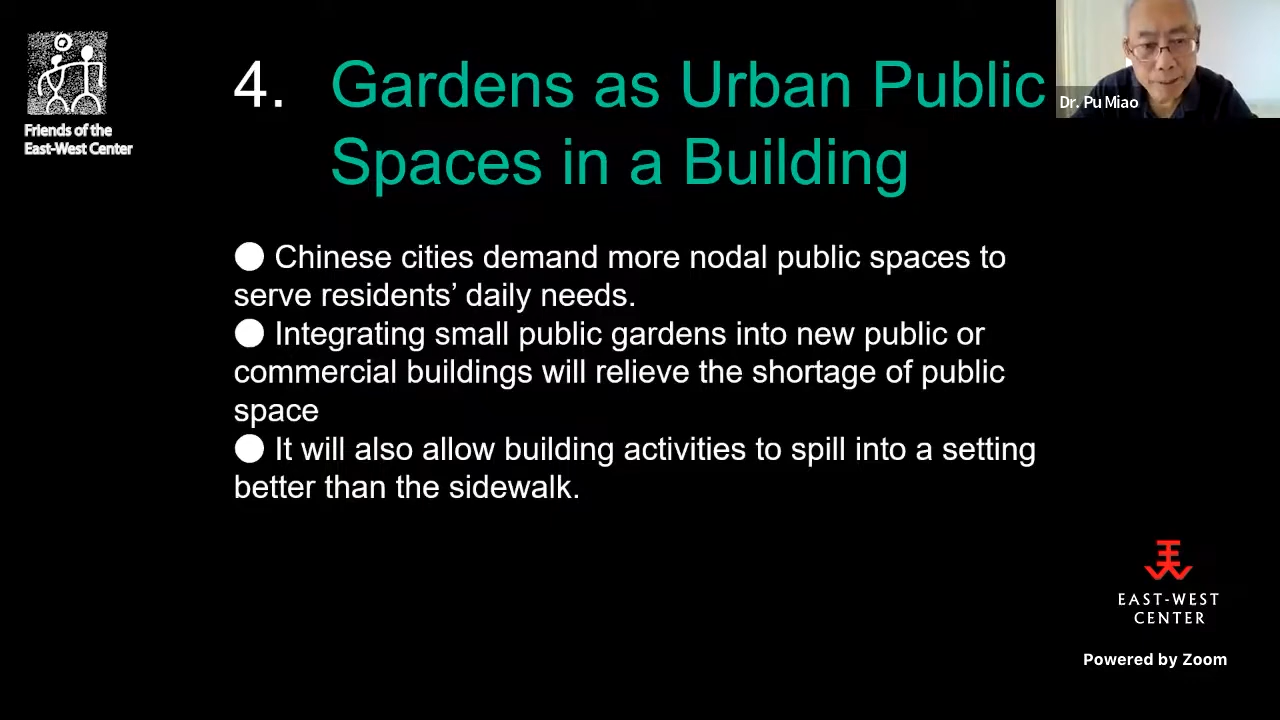 Friends of the
East-West Center
4. Gardens as Urban Public
Spaces in a Building
Dr. Pu Miao
● Chinese cities demand more nodal public spaces to
serve residents’ daily needs.
● Integrating small public gardens into new public or
commercial buildings will relieve the shortage of public
space
● It will also allow building activities to spill into a setting
better than the sidewalk.
EAST-WEST
CENTER
Powered by Zoom